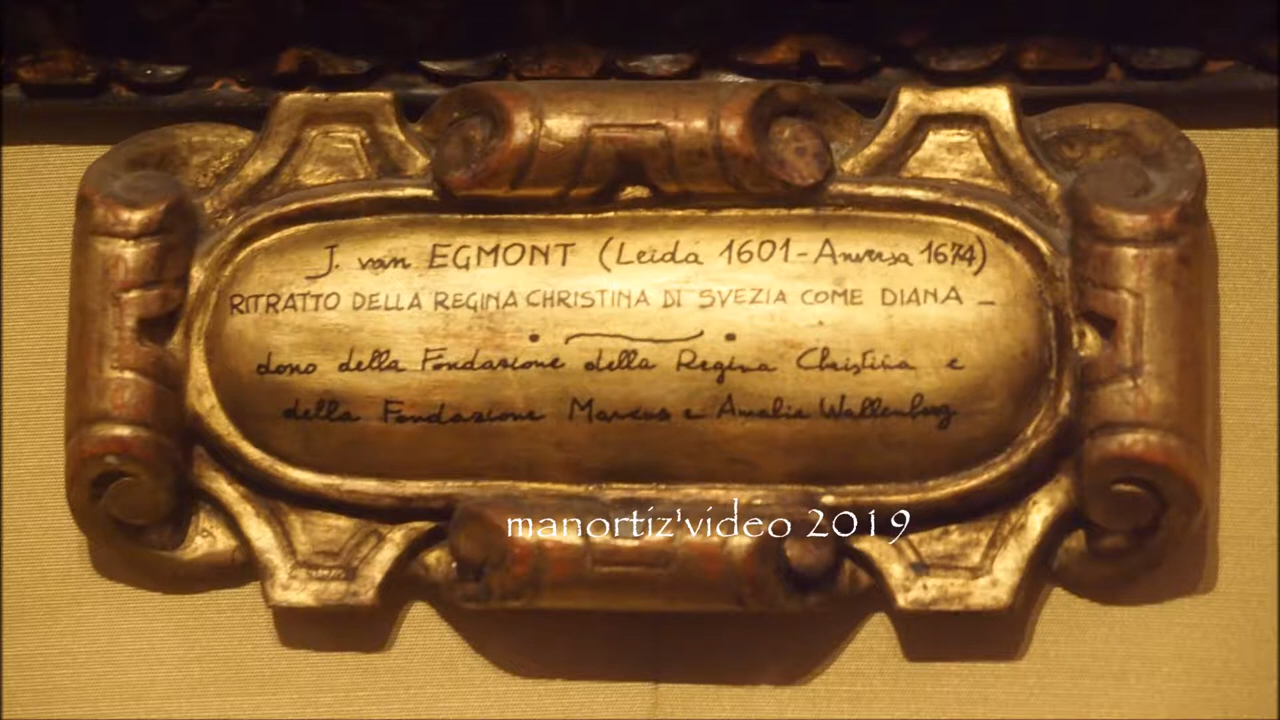 J. van EGMONT (Leida 1601-Anversa 1674)
RITRATTO DELLA REGINA CHRISTINA DI SVEZIA COME DIANA _
dono della Fondazione della Regina Christina e
della Fondazione Marcus e Amalia Wallenberg
manortiz'video 2019